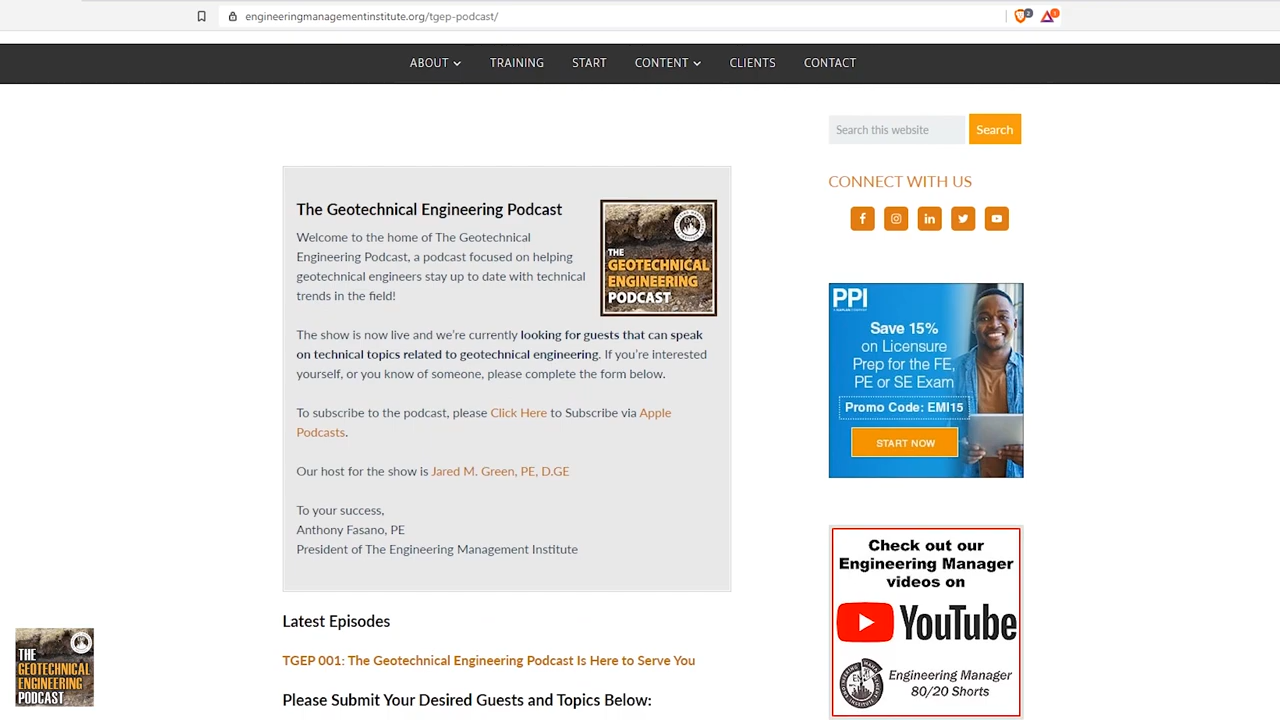 engineeringmanagementinstitute.org/tgep-podcast/
2
1
ABOUT TRAINING START CONTENT CLIENTS CONTACT
Search this website
Search
The Geotechnical Engineering Podcast
Welcome to the home of The Geotechnical
Engineering Podcast, a podcast focused on helping
geotechnical engineers stay up to date with technical
trends in the field!
THE
GEOTECHNICAL
ENGINEERING
PODCAST
The show is now live and we're currently looking for guests that can speak
on technical topics related to geotechnical engineering. If you're interested
yourself, or you know of someone, please complete the form below.
To subscribe to the podcast, please Click Here to Subscribe via Apple
Podcasts.
Our host for the show is Jared M. Green, PE, D.GE
To your success,
Anthony Fasano, PE
President of The Engineering Management Institute
Latest Episodes
TGEP 001: The Geotechnical Engineering Podcast Is Here to Serve You
Please Submit Your Desired Guests and Topics Below:
CONNECT WITH US
PPI
Save 15%
on Licensure
Prep for the FE,
PE or SE Exam
Promo Code: EMI15
START NOW
Check out our
Engineering Manager
videos on
YouTube
Engineering Manager
80/20 Shorts
THE
GEOTECHNICAL
ENGINEERING
PODCAST